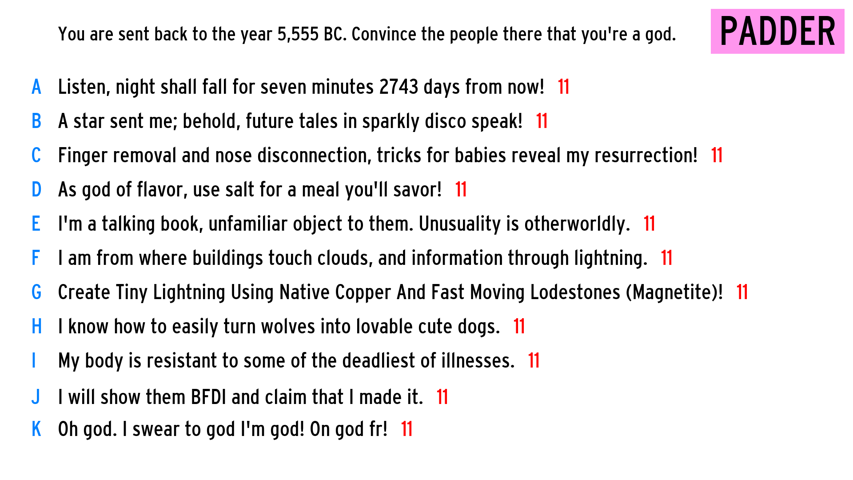 You are sent back to the year 5,555 BC. Convince the people there that you're a god.
PADDER
A Listen, night shall fall for seven minutes 2743 days from now! 11
B A star sent me; behold, future tales in sparkly disco speak! 11
C Finger removal and nose disconnection, tricks for babies reveal my resurrection! 11
D As god of flavor, use salt for a meal you'll savor! 11
E I'm a talking book, unfamiliar object to them. Unusuality is otherworldly. 11
F I am from where buildings touch clouds, and information through lightning. 11
G Create Tiny Lightning Using Native Copper And Fast Moving Lodestones (Magnetite)! 11
H I know how to easily turn wolves into lovable cute dogs. 11
I My body is resistant to some of the deadliest of illnesses. 11
J I will show them BFDI and claim that I made it. 11
K Oh god. I swear to god I'm god! On god fr! 11